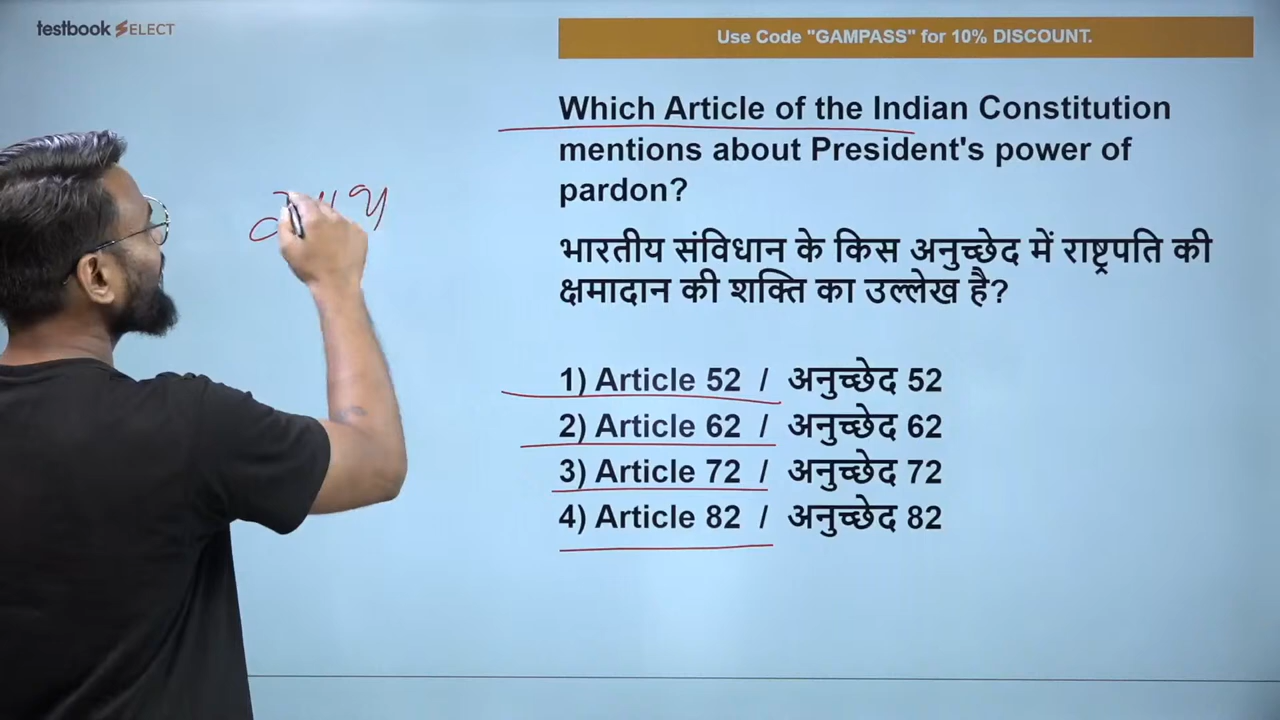 testbook SELECT
Use Code "GAMPASS" for 10% DISCOUNT.
Which Article of the Indian Constitution
mentions about President's power of
pardon?
भारतीय संविधान के किस अनुच्छेद में राष्ट्रपति की
क्षमादान की शक्ति का उल्लेख है?
1) Article 52 / अनुच्छेद 52
2) Article 62 / अनुच्छेद 62
3) Article 72 / अनुच्छेद 72
4) Article 82 / अनुच्छेद 82